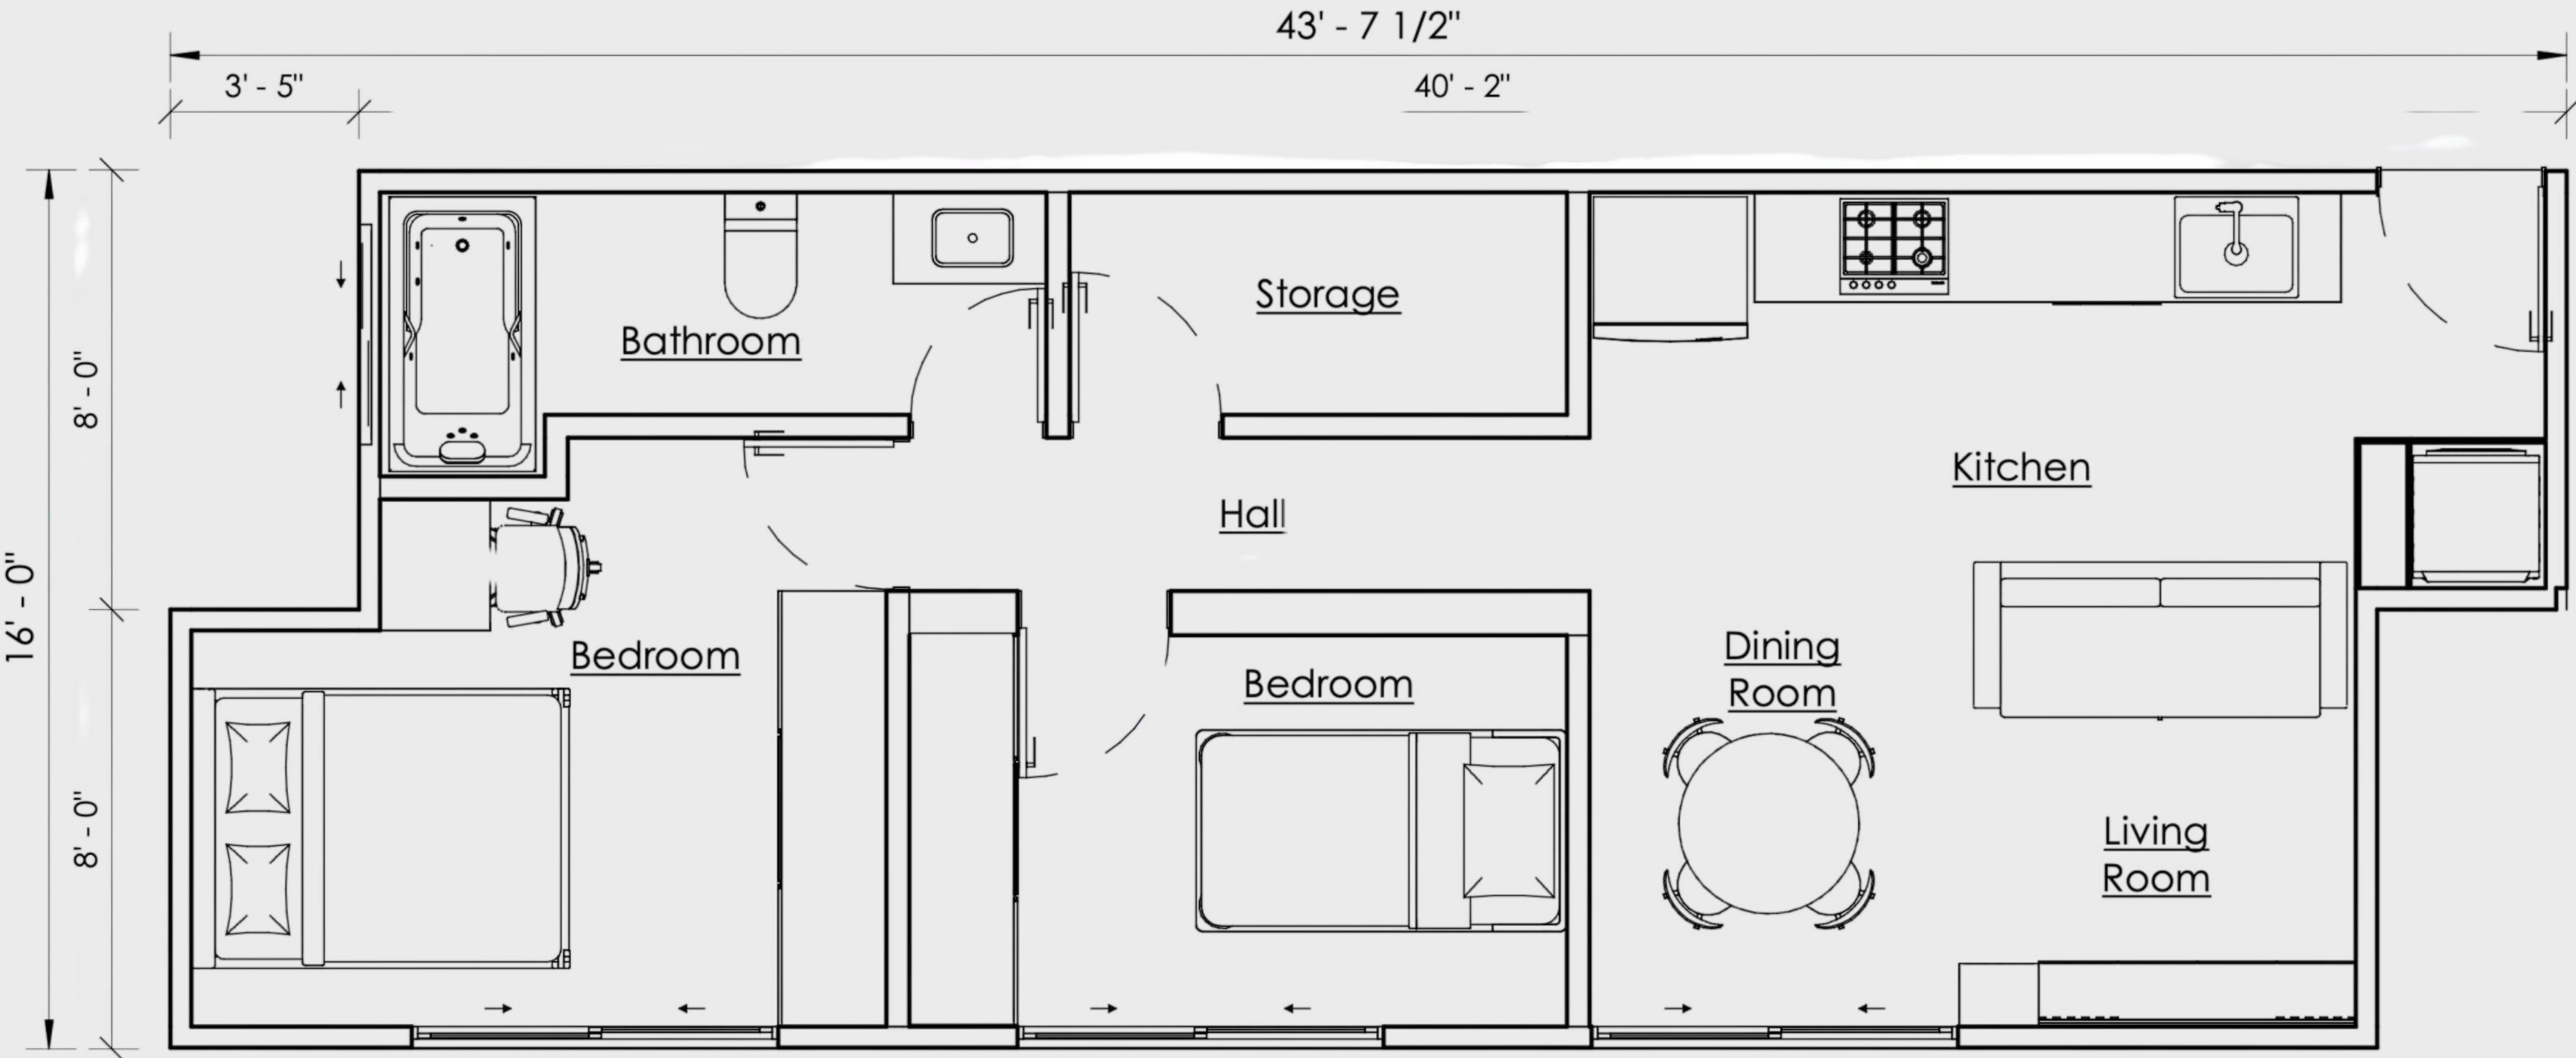 43' - 7 1/2"
3' - 5"
40' - 2"
16' - 0"
8' - 0"
8' - 0"
Bathroom
Storage
Kitchen
Hall
Bedroom
Bedroom
Dining
Room
Living
Room